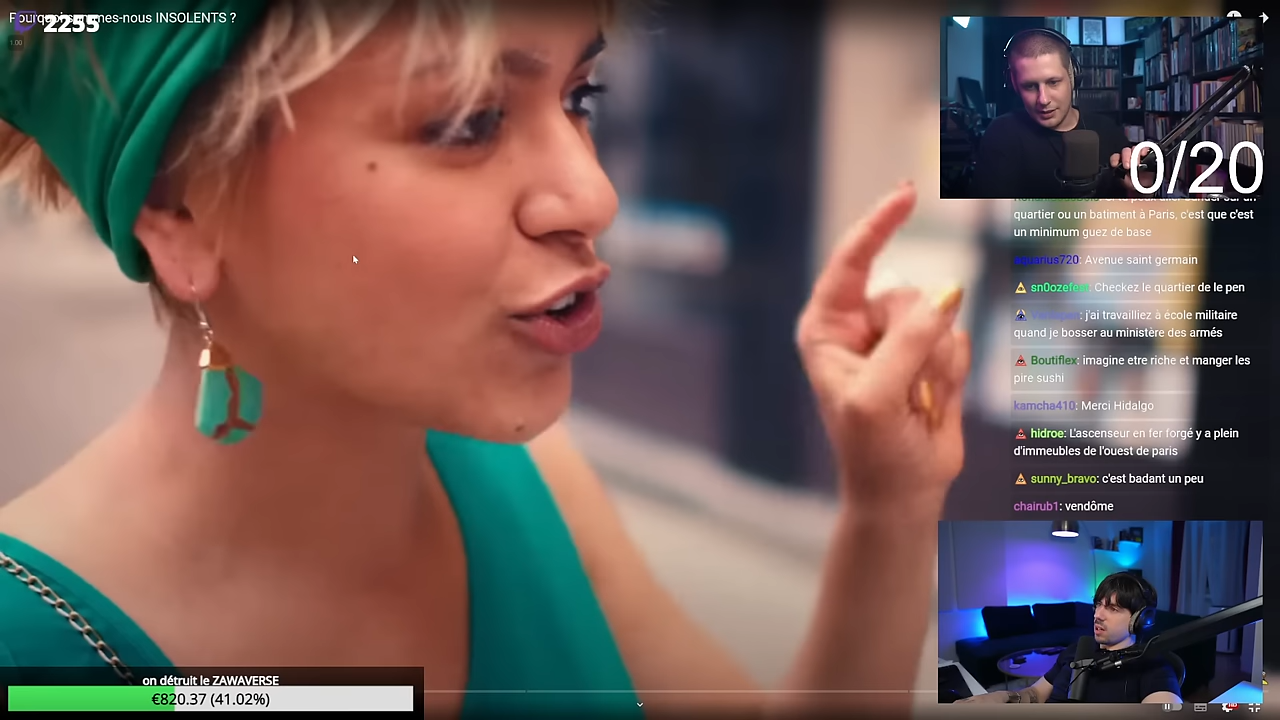 Pourquoi sommes-nous INSOLENTS ?
2255
1.00
0/20
quartier ou un batiment à Paris, c'est que c'est
un minimum guez de base
aquarius720: Avenue saint germain
Checkez le quartier de le pen
: j'ai travailliez à école militaire
quand je bosser au ministère des armés
Boutiflex: imagine etre riche et manger les
pire sushi
kamcha410: Merci Hidalgo
hidroe: L'ascenseur en fer forgé y a plein
d'immeubles de l'ouest de paris
sunny_bravo: c'est badant un peu
chairub1: vendôme
on détruit le ZAWAVERSE
€820.37 (41.02%)
HD